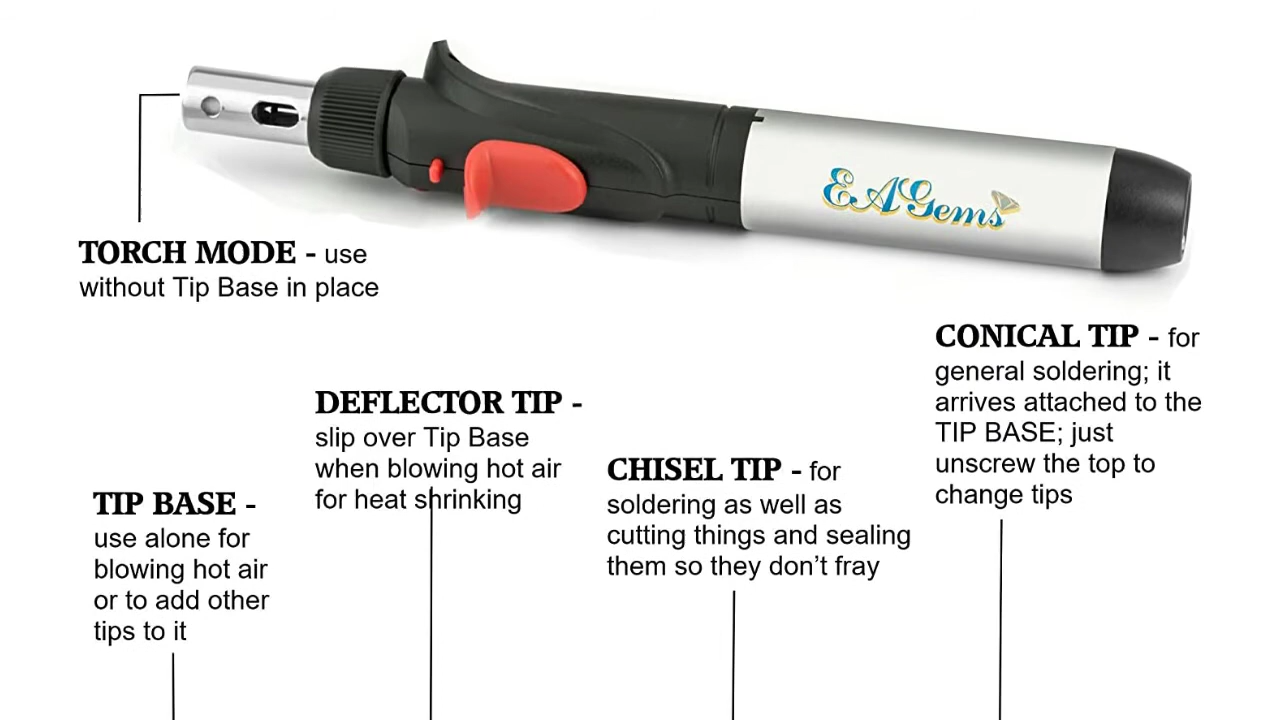 EAGems
TORCH MODE - use
without Tip Base in place
CONICAL TIP - for
general soldering; it
arrives attached to the
TIP BASE; just
unscrew the top to
change tips
DEFLECTOR TIP -
slip over Tip Base
when blowing hot air
for heat shrinking
CHISEL TIP - for
soldering as well as
cutting things and sealing
them so they don’t fray
TIP BASE -
use alone for
blowing hot air
or to add other
tips to it